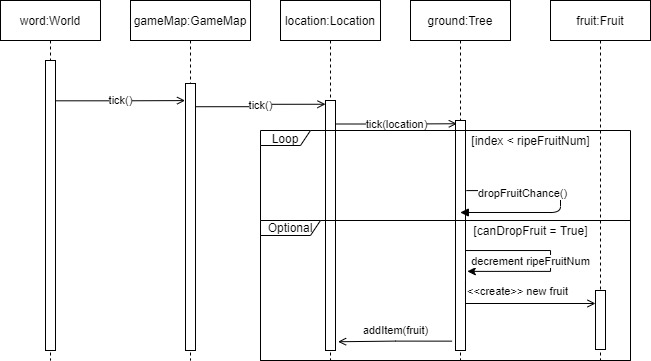 word:World
gameMap:GameMap
location:Location
ground:Tree
fruit:Fruit
tick()
tick()
tick(location)
Loop
[index < ripeFruitNum]
dropFruitChance()
Optional
[canDropFruit = True]
decrement ripeFruitNum
<<create>> new fruit
addItem(fruit)